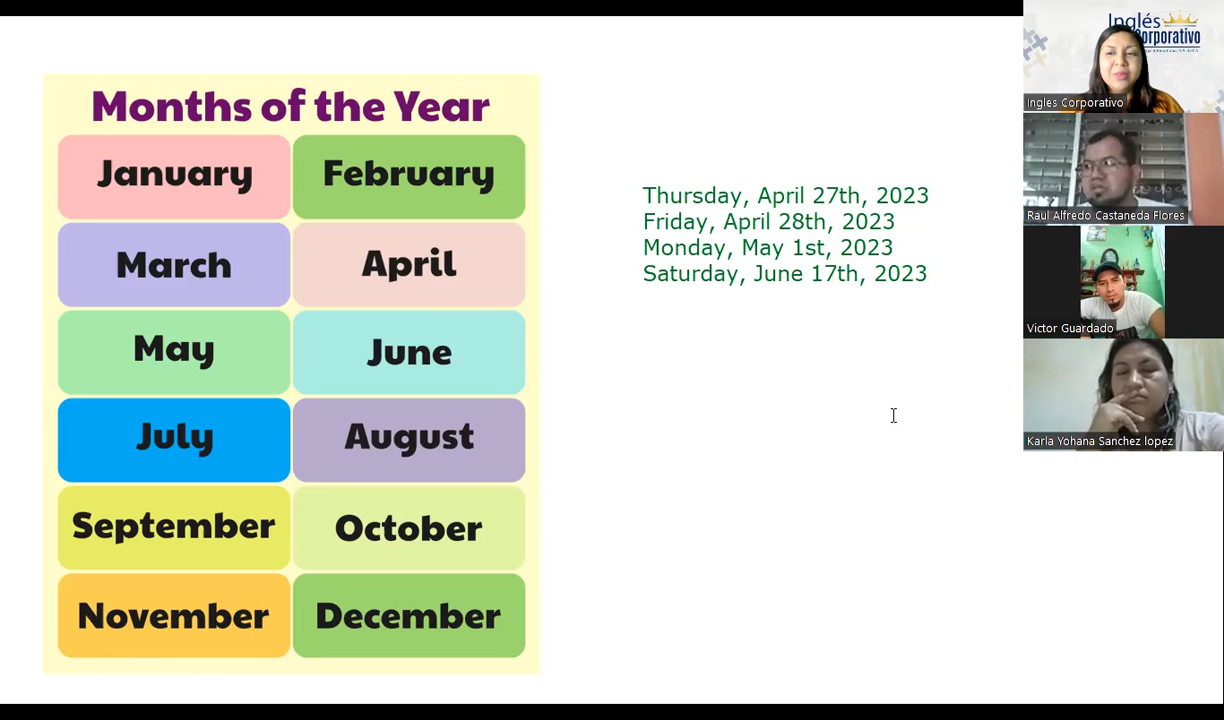 Months of the Year
January
February
March
April
May
June
July
August
September
October
November
December
Thursday, April 27th, 2023
Friday, April 28th, 2023
Monday, May 1st, 2023
Saturday, June 17th, 2023
Inglés
Corporativo
Ingles Corporativo
Raul Alfredo Castaneda Flores
Victor Guardado
Karla Yohana Sanchez lopez